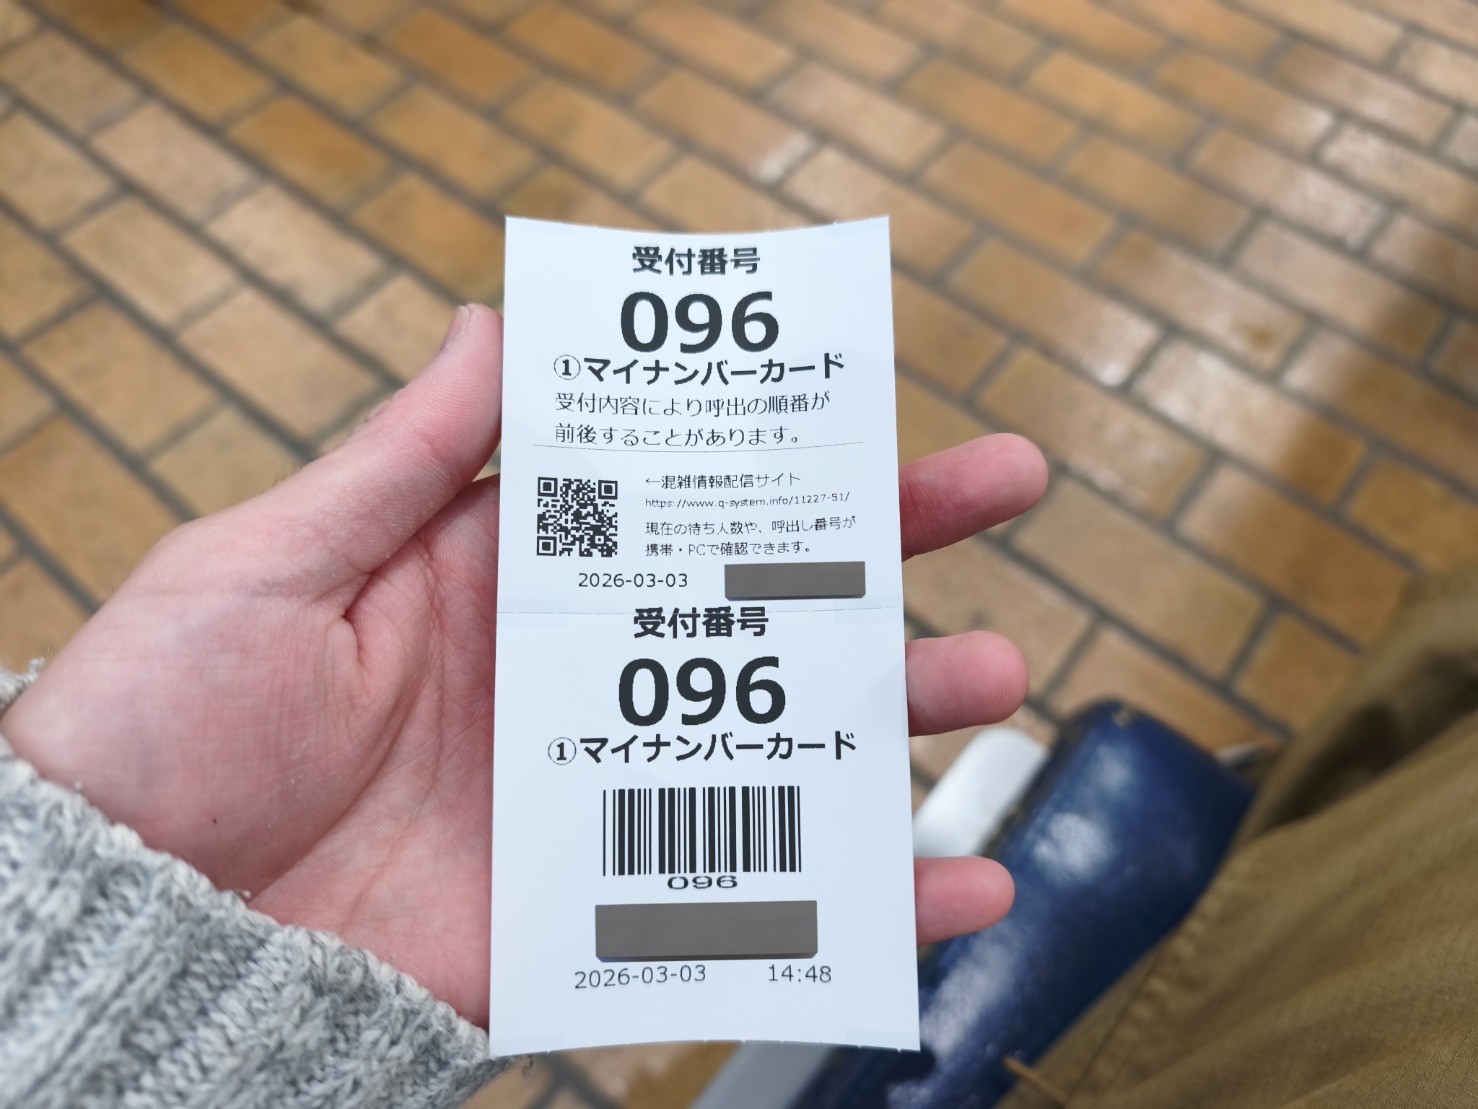 受付番号
096
①マイナンバーカード
受付内容により呼出の順番が
前後することがあります。
←混雑情報配信サイト
https://www.q-system.info/11227-51/
現在の待ち人数や、呼出し番号が
携帯・PCで確認できます。
2026-03-03
受付番号
096
①マイナンバーカード
096
2026-03-03 14:48